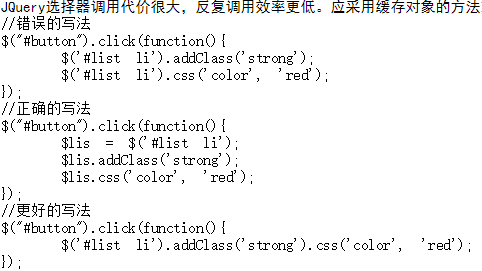 JQuery选择器调用代价很大，反复调用效率更低。应采用缓存对象的方法
//错误的写法
$("#button").click(function(){
        $('#list li').addClass('strong');
        $('#list li').css('color', 'red');
});
//正确的写法
$("#button").click(function(){
        $lis = $('#list li');
        $lis.addClass('strong');
        $lis.css('color', 'red');
});
//更好的写法
$("#button").click(function(){
        $('#list li').addClass('strong').css('color', 'red');
});